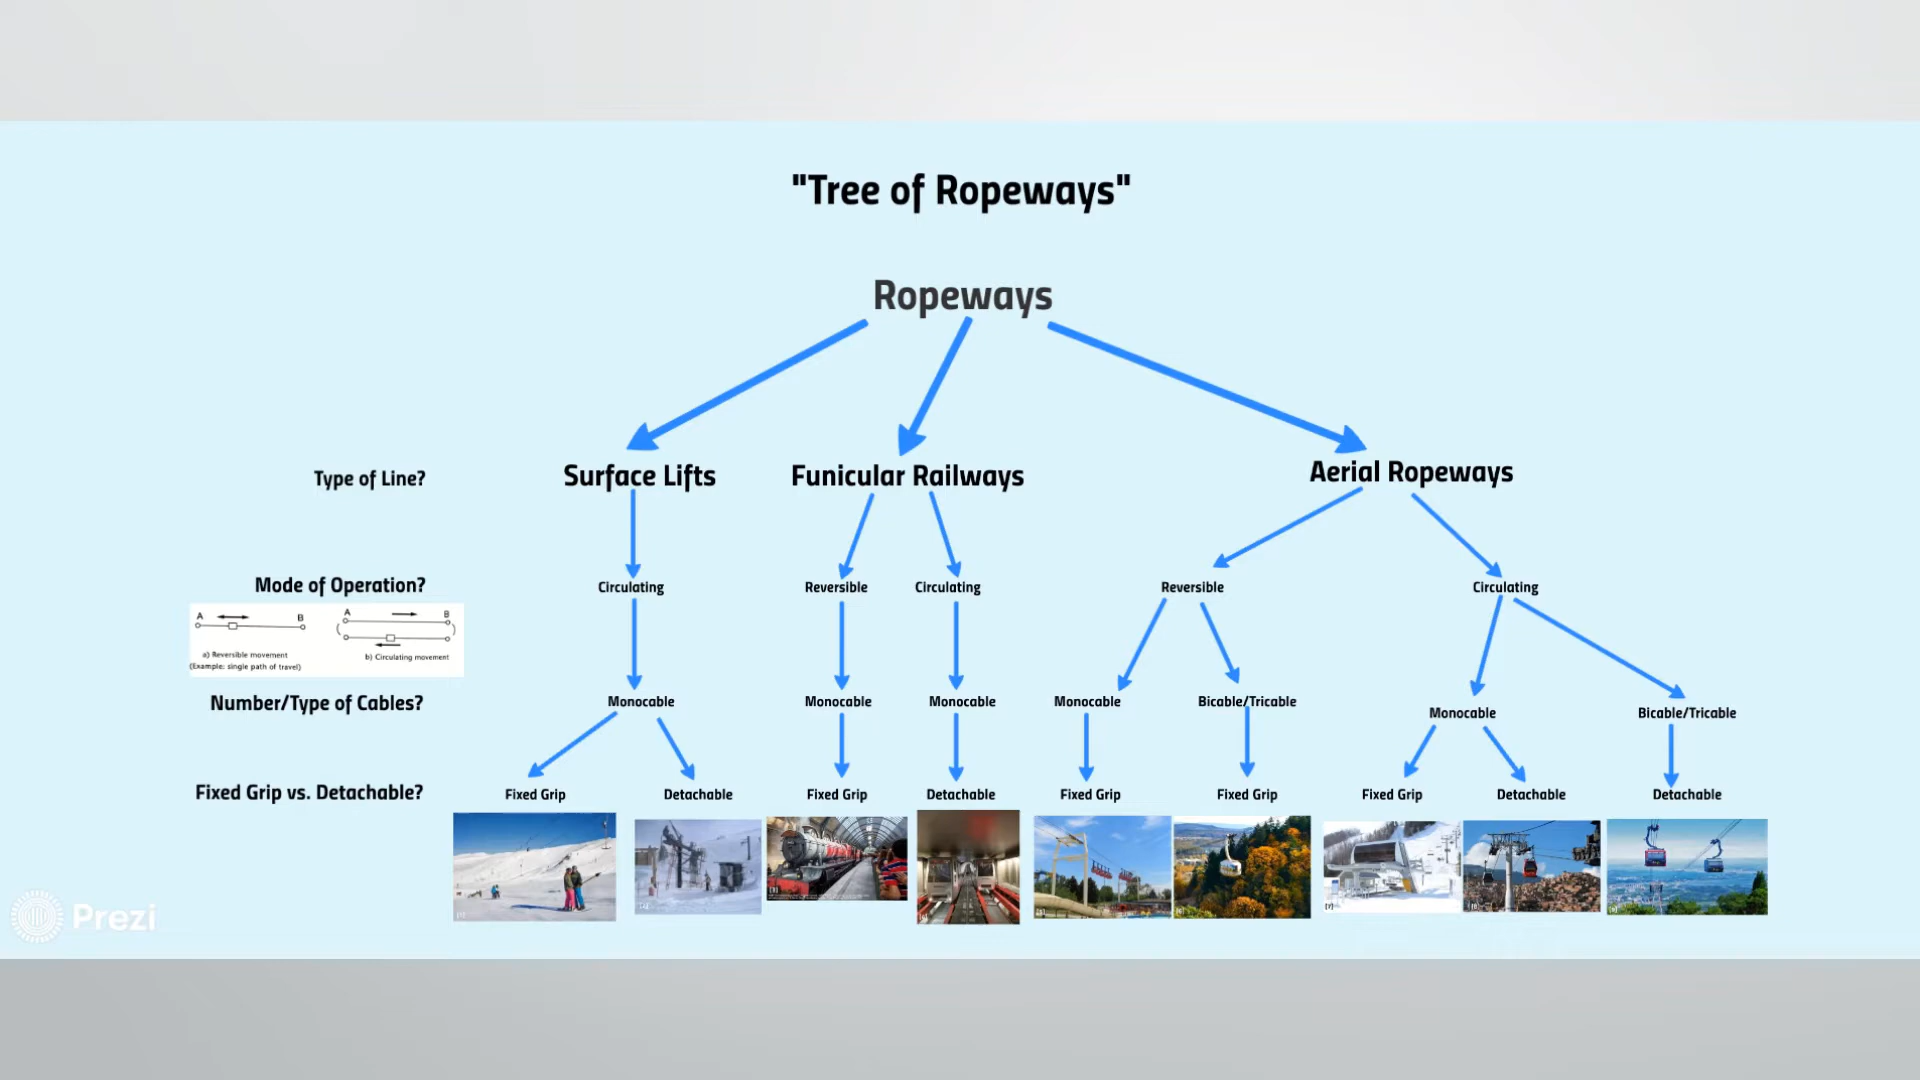 "Tree of Ropeways"
Ropeways
Type of Line?
Surface Lifts
Funicular Railways
Aerial Ropeways
Mode of Operation?
Circulating
Reversible
Circulating
Reversible
Circulating
A
B
a) Reversible movement
(Example: single path of travel)
A
B
b) Circulating movement
Number/Type of Cables?
Monocable
Monocable
Monocable
Monocable
Bicable/Tricable
Monocable
Bicable/Tricable
Fixed Grip vs. Detachable?
Fixed Grip
Detachable
Fixed Grip
Detachable
Fixed Grip
Fixed Grip
Fixed Grip
Detachable
Detachable
Prezi